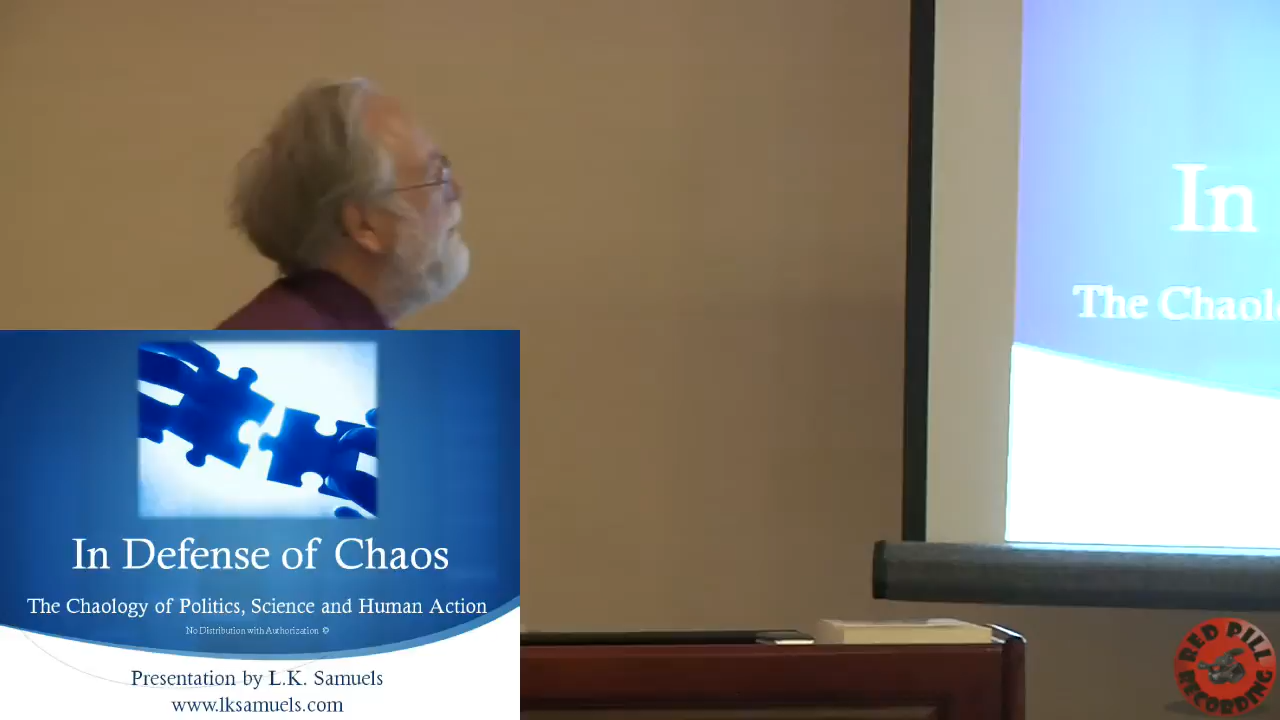 In
The Chaol
In Defense of Chaos
The Chaology of Politics, Science and Human Action
No Distribution with Authorization ©
Presentation by L.K. Samuels
www.lksamuels.com
RED PILL
RECORDING